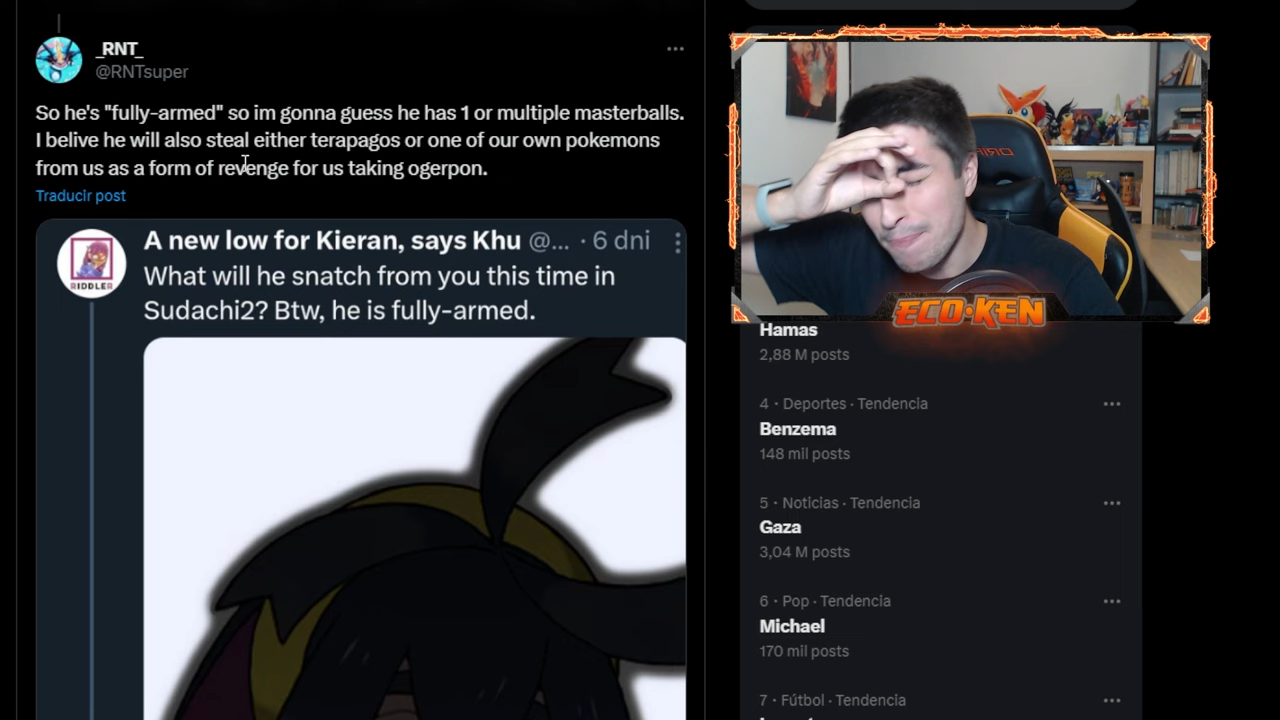 _RNT_
@RNTsuper
So he's "fully-armed" so im gonna guess he has 1 or multiple masterballs.
I belive he will also steal either terapagos or one of our own pokemons
from us as a form of revenge for us taking ogerpon.
Traducir post
A new low for Kieran, says Khu @... · 6 dni
What will he snatch from you this time in
Sudachi2? Btw, he is fully-armed.
RIDDLER
ECO·KEN
Hamas
2,88 M posts
4 · Deportes · Tendencia
Benzema
148 mil posts
5 · Noticias · Tendencia
Gaza
3,04 M posts
6 · Pop · Tendencia
Michael
170 mil posts
7 · Fútbol · Tendencia